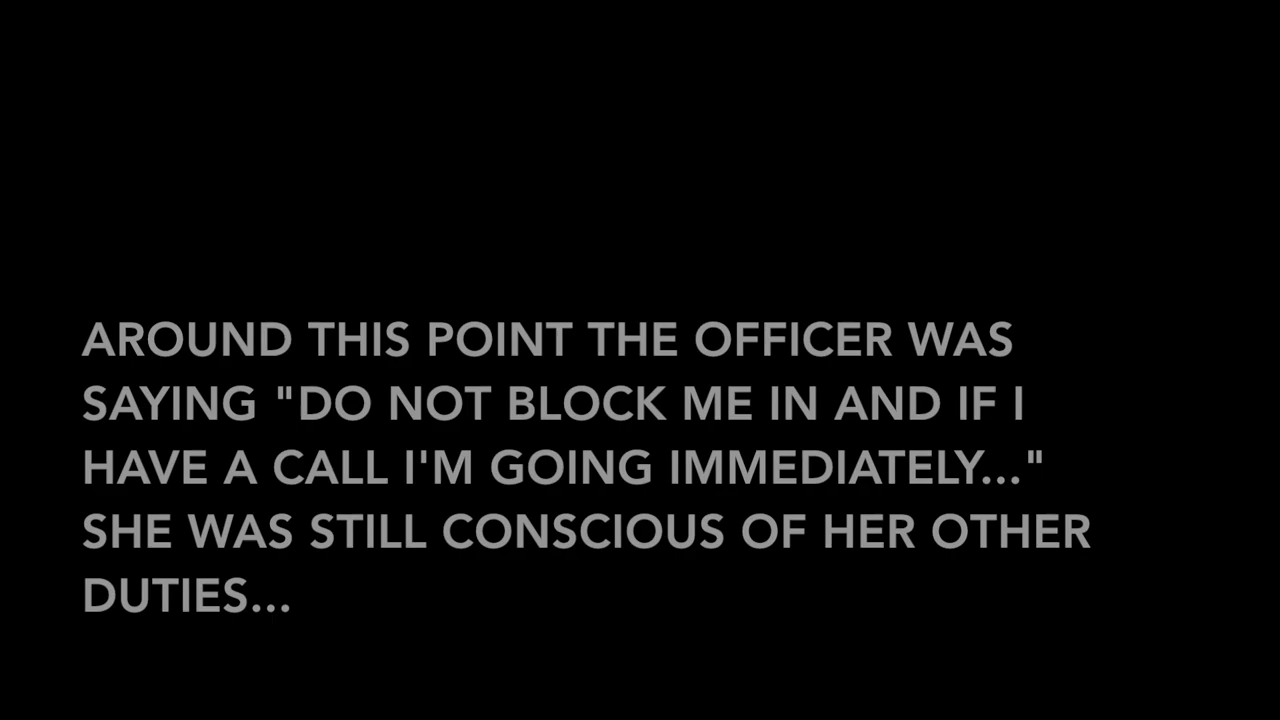 AROUND THIS POINT THE OFFICER WAS
SAYING "DO NOT BLOCK ME IN AND IF I
HAVE A CALL I'M GOING IMMEDIATELY..."
SHE WAS STILL CONSCIOUS OF HER OTHER
DUTIES...